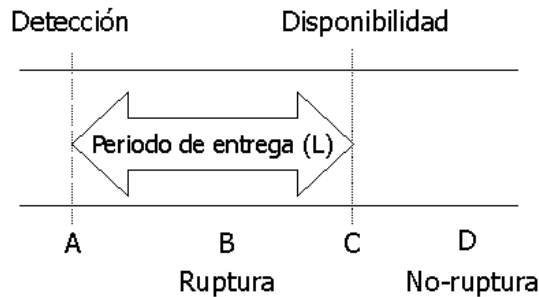 Detección Disponibilidad
Periodo de entrega (L)
A B C D
Ruptura No-ruptura